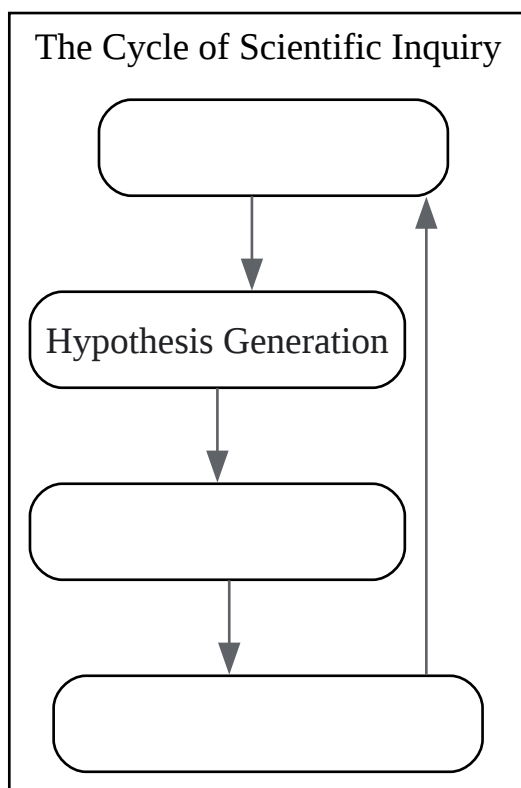 The Cycle of Scientific Inquiry
Hypothesis Generation